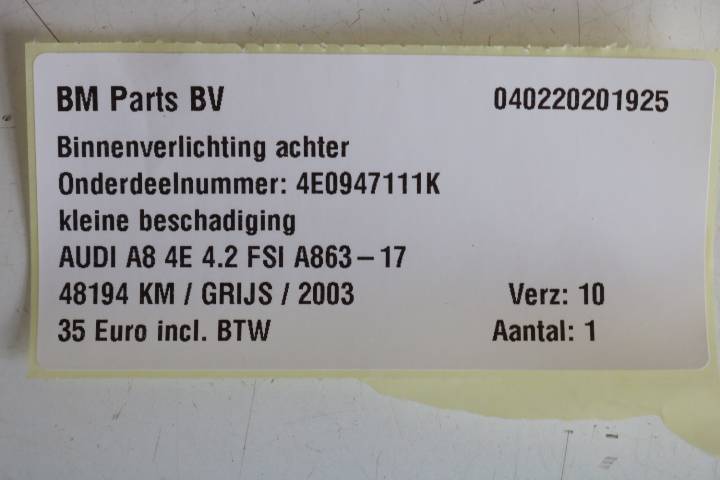 BM Parts BV 040220201925
Binnenverlichting achter
Onderdeelnummer: 4E0947111K
kleine beschadiging
AUDI A8 4E 4.2 FSI A863-17
48194 KM / GRIJS / 2003 Verz: 10
35 Euro incl. BTW Aantal: 1